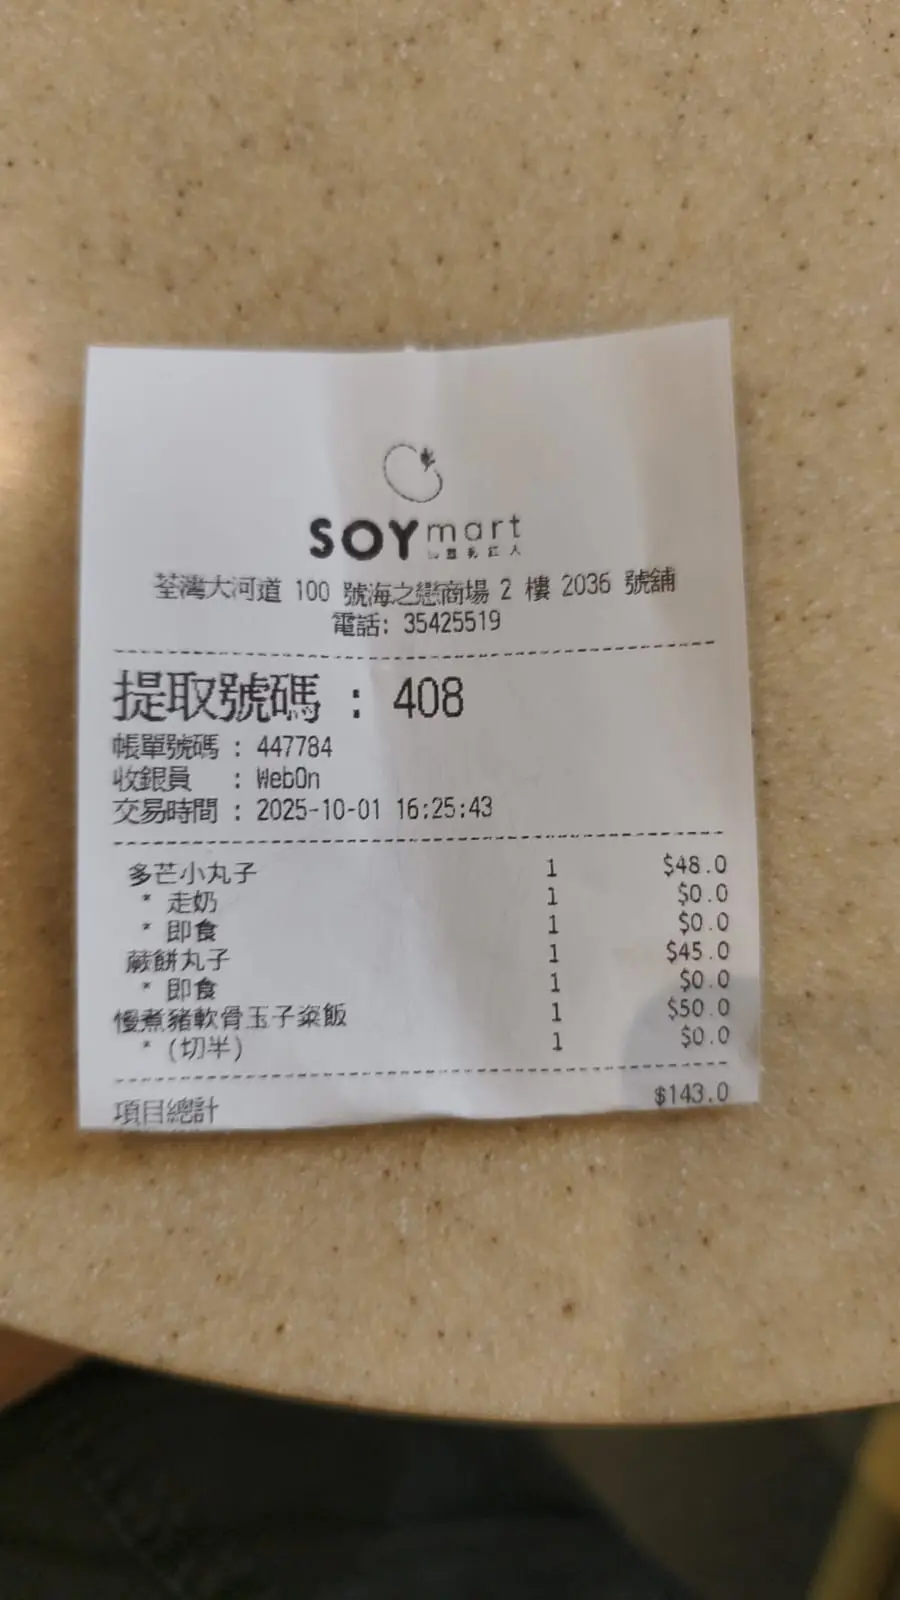 SOYmart
荃灣大河道 100 號海之戀商場 2 樓 2036 號舖
電話: 35425519
提取號碼 : 408
帳單號碼 : 447784
收銀員 : WebOn
交易時間 : 2025-10-01 16:25:43
多芒小丸子 1 $48.0
* 走奶 1 $0.0
* 即食 1 $0.0
蕨餅丸子 1 $45.0
* 即食 1 $0.0
慢煮豬軟骨玉子粢飯 1 $50.0
* (切半) 1 $0.0
項目總計 $143.0